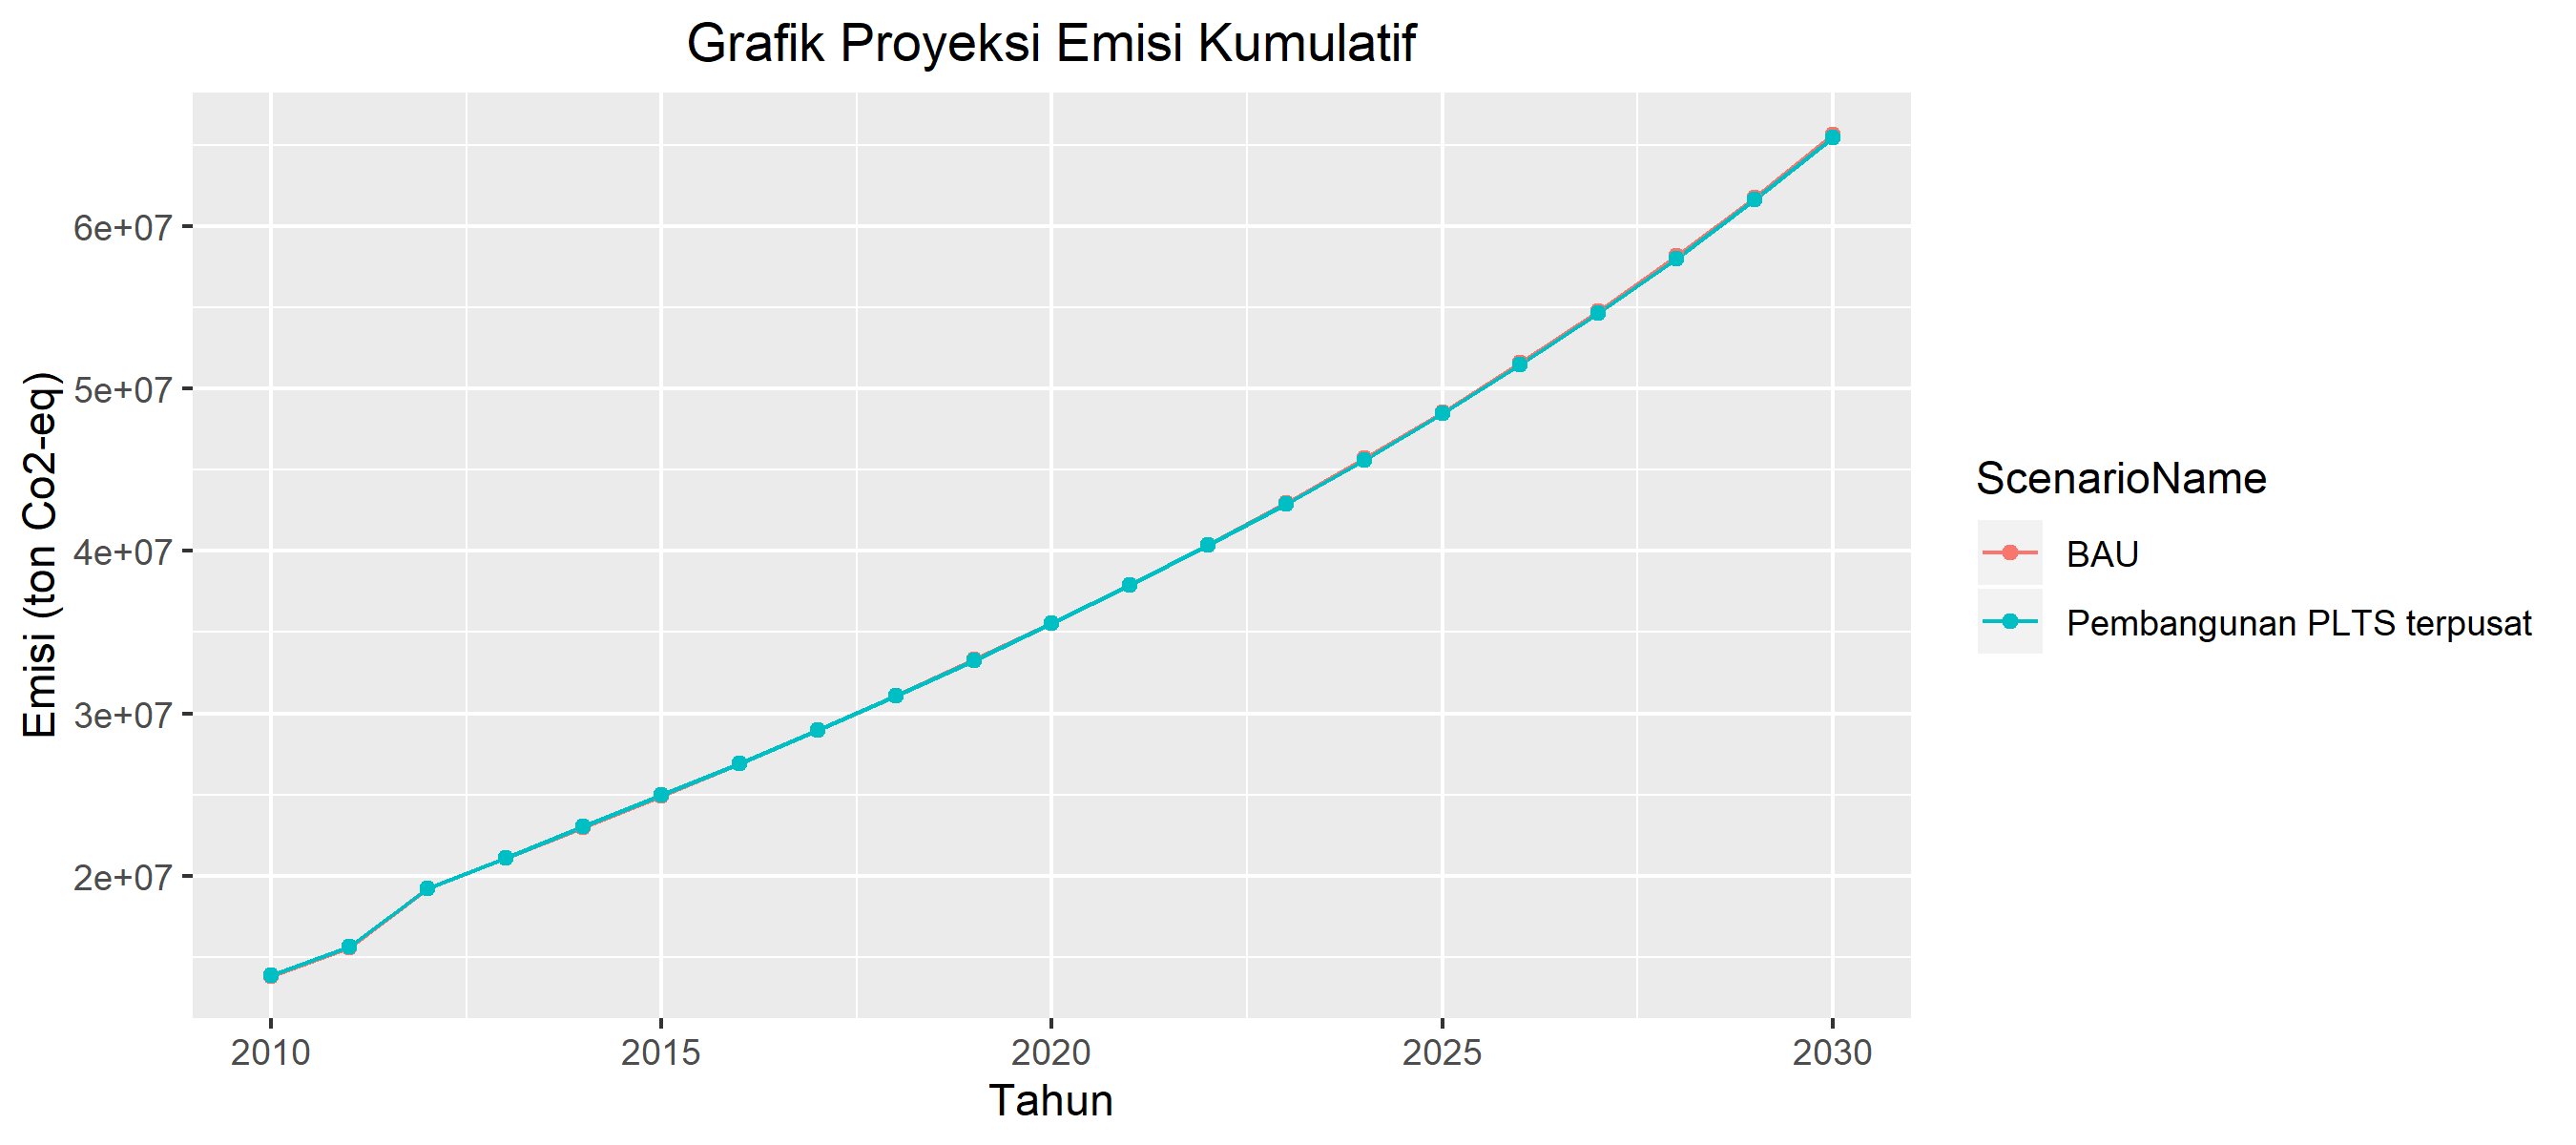 Grafik Proyeksi Emisi Kumulatif
Emisi (ton Co2-eq)
6e+07
5e+07
4e+07
3e+07
2e+07
2010 2015 2020 2025 2030
Tahun
ScenarioName
BAU
Pembangunan PLTS terpusat